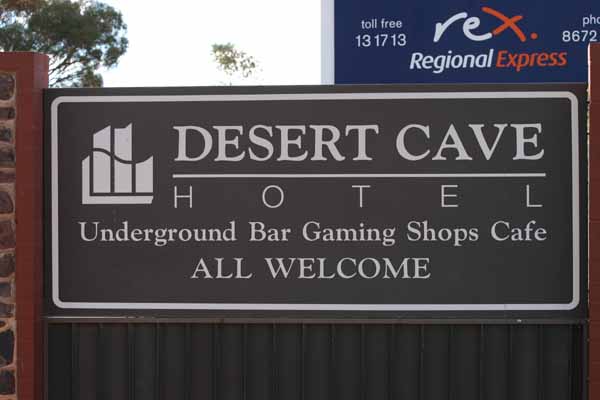 toll free
13 17 13
rex.
Regional Express
8672
DESERT CAVE
HOTEL
Underground Bar Gaming Shops Cafe
ALL WELCOME